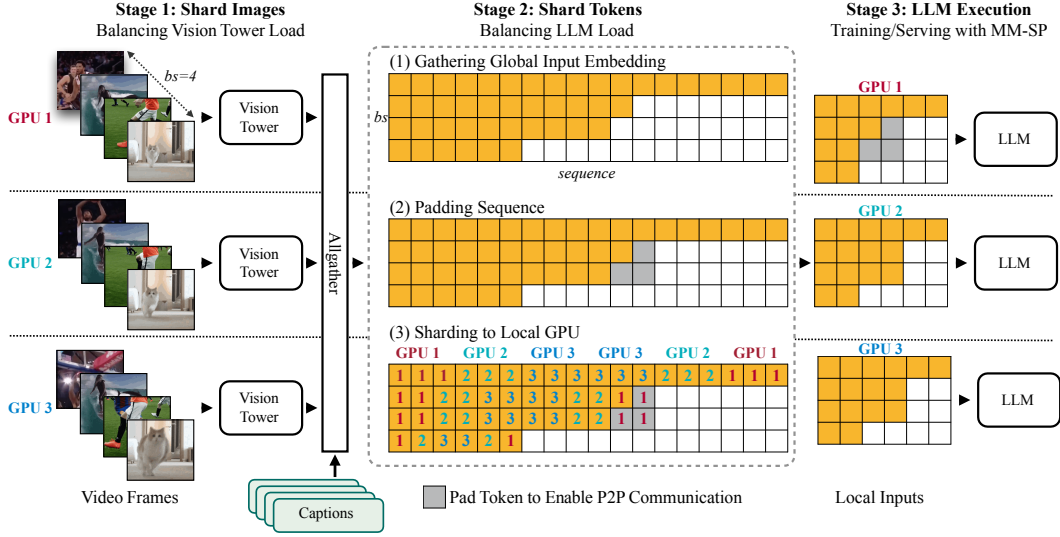 Stage 1: Shard Images
Balancing Vision Tower Load
Stage 2: Shard Tokens
Balancing LLM Load
Stage 3: LLM Execution
Training/Serving with MM-SP
bs=4
GPU 1
Vision
Tower
GPU 2
Vision
Tower
GPU 3
Vision
Tower
Video Frames
Allgather
Captions
(1) Gathering Global Input Embedding
bs
sequence
(2) Padding Sequence
(3) Sharding to Local GPU
GPU 1 GPU 2 GPU 3 GPU 3 GPU 2 GPU 1
1 1 1 2 2 2 3 3 3 3 3 3 2 2 2 1 1 1
1 1 2 2 3 3 3 3 2 2 1 1
1 1 2 2 3 3 3 3 2 2 1 1
1 2 3 3 2 1
Pad Token to Enable P2P Communication
GPU 1
LLM
GPU 2
LLM
GPU 3
LLM
Local Inputs